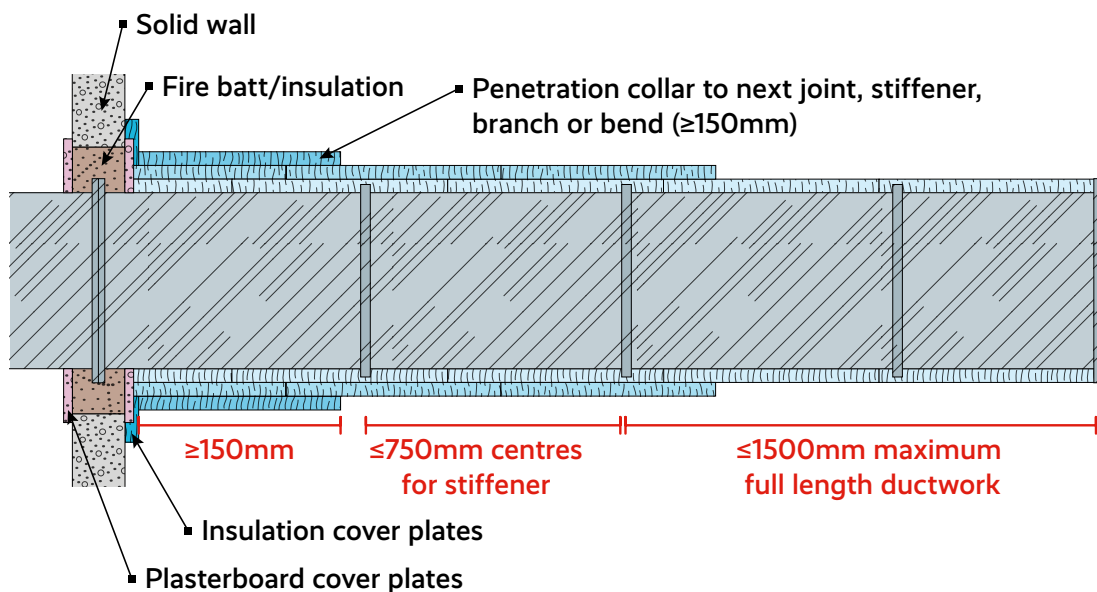 Solid wall
Fire batt/insulation
Penetration collar to next joint, stiffener,
branch or bend (≥150mm)
≥150mm
≤750mm centres
for stiffener
≤1500mm maximum
full length ductwork
Insulation cover plates
Plasterboard cover plates